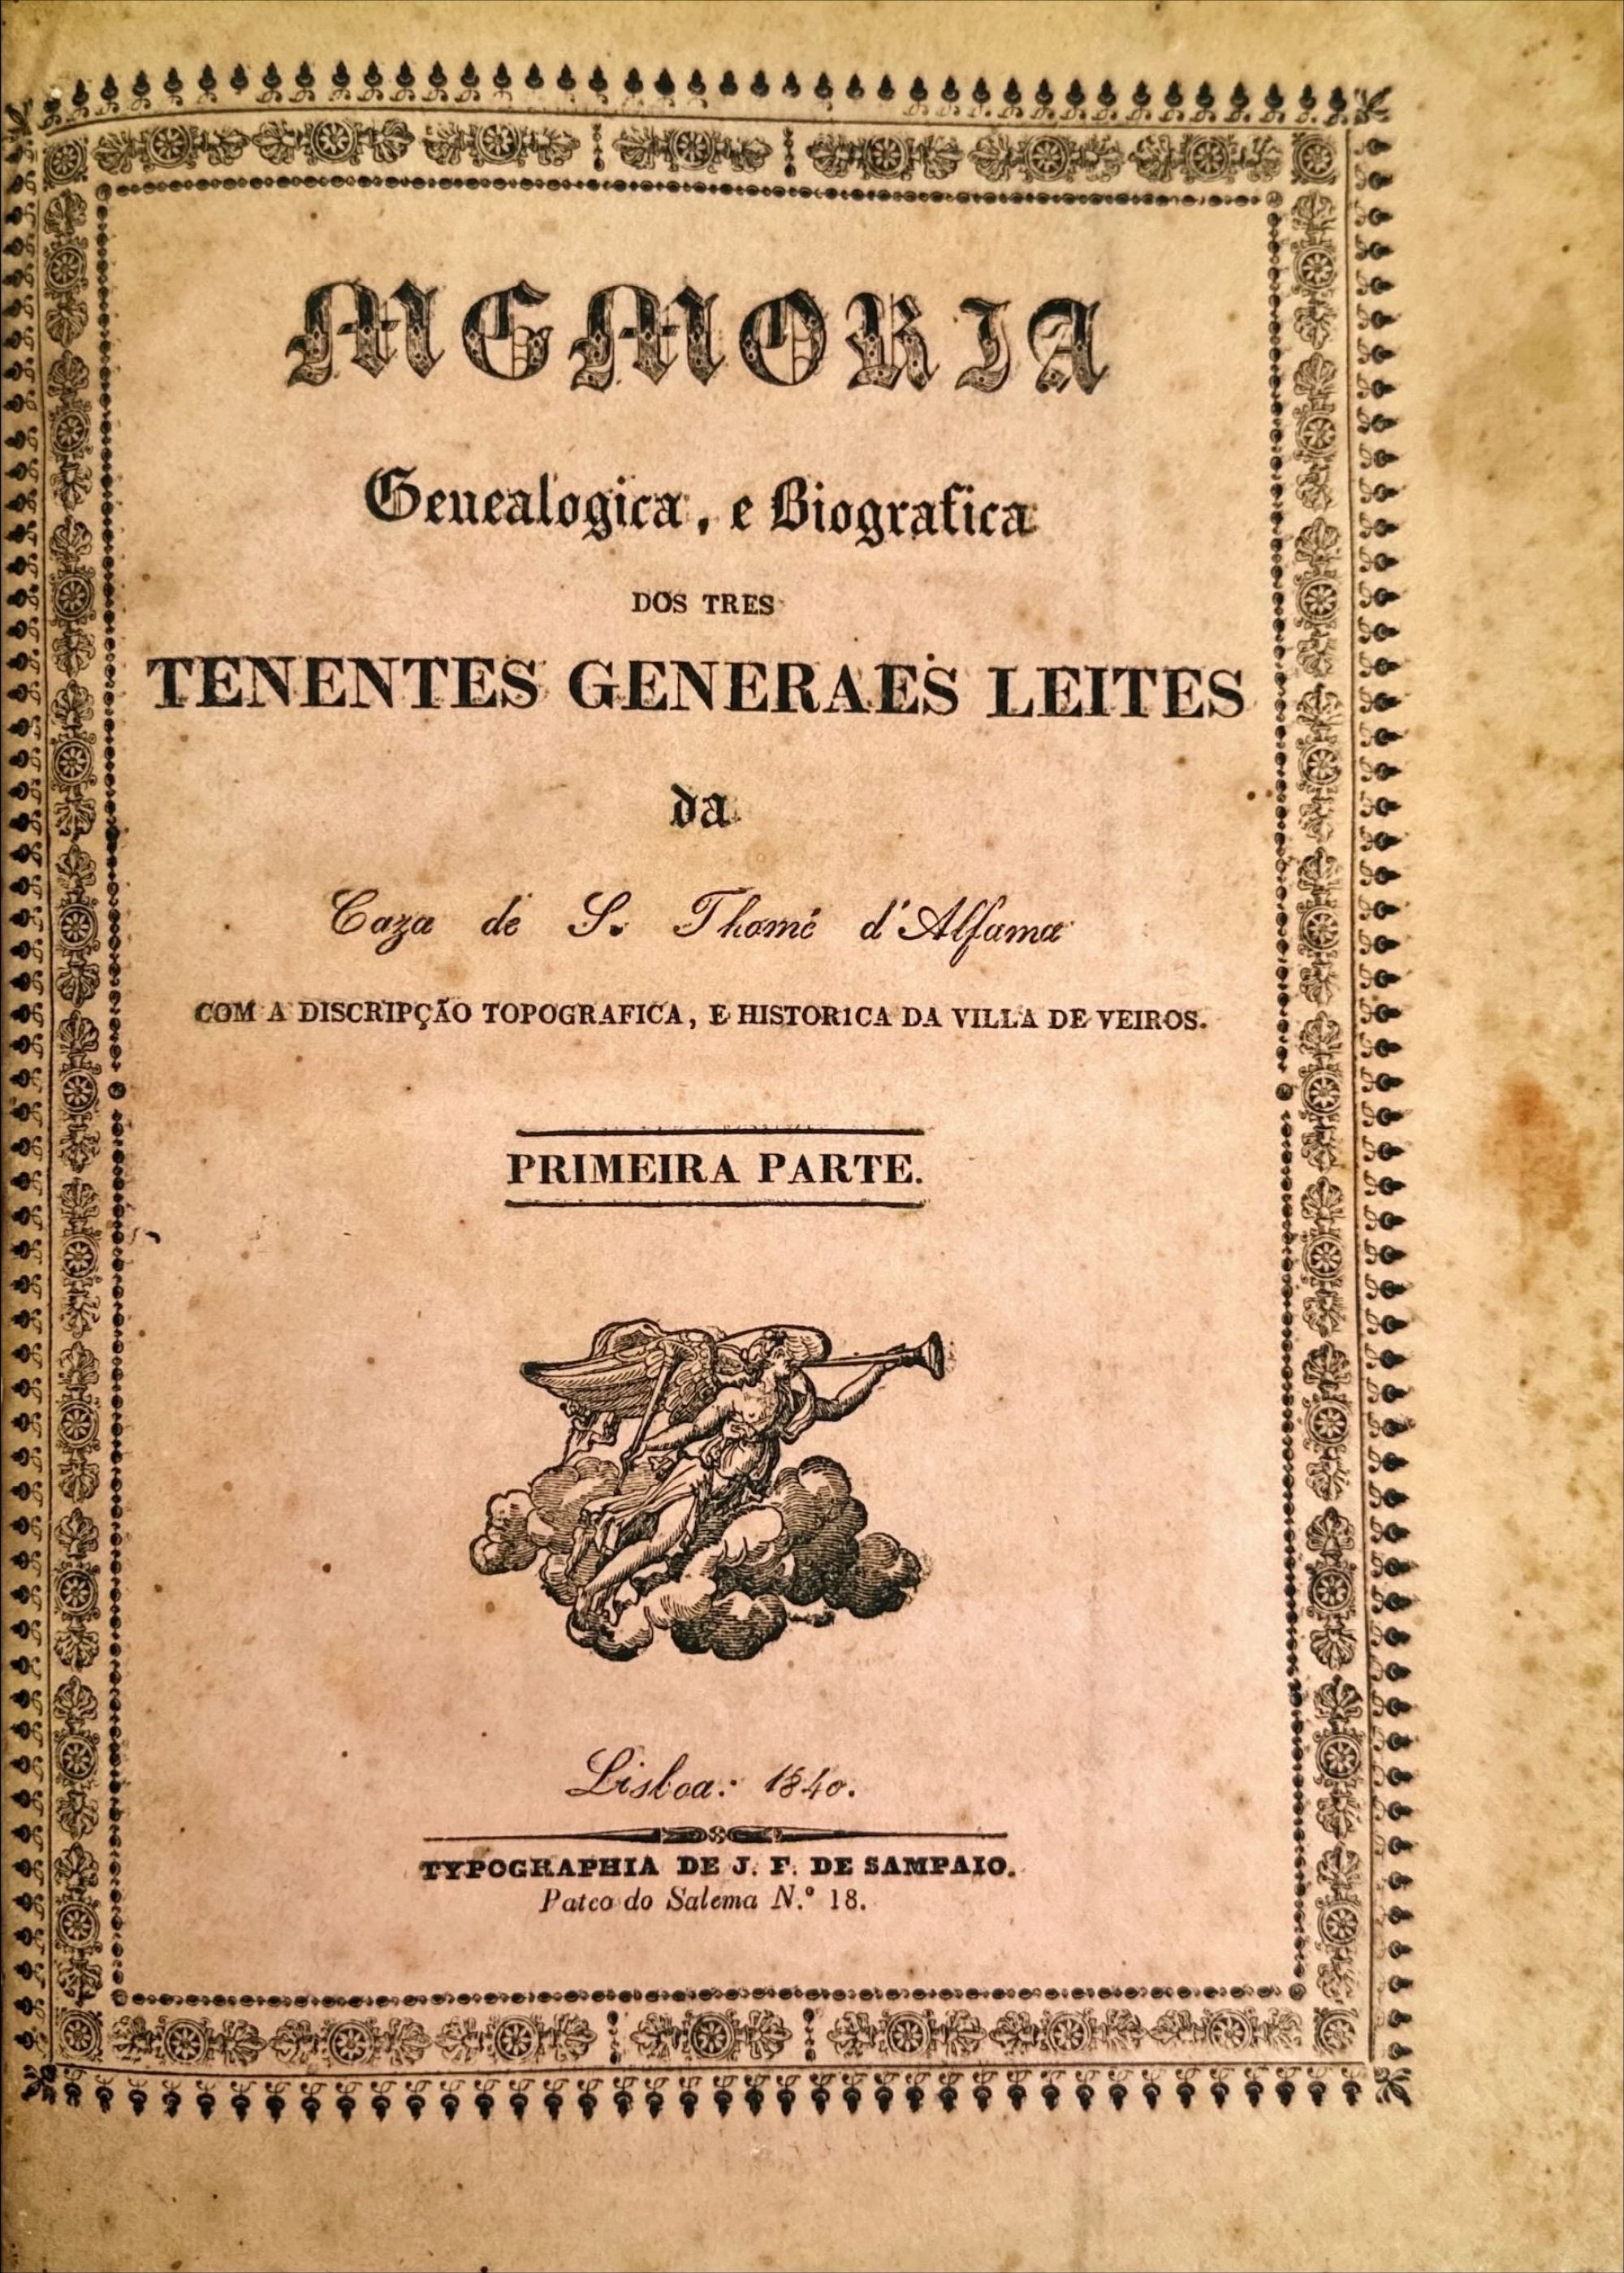 MEMORIA
Genealogica, e Biografica
DOS TRES
TENENTES GENERAES LEITES
da
Caza de S. Thomé d'Alfama
COM A DISCRIPÇÃO TOPOGRAFICA, E HISTORICA DA VILLA DE VEIROS.
PRIMEIRA PARTE.
Lisboa: 1840.
TYPOGRAPHIA DE J. F. DE SAMPAIO.
Pateo do Salema N.º 18.